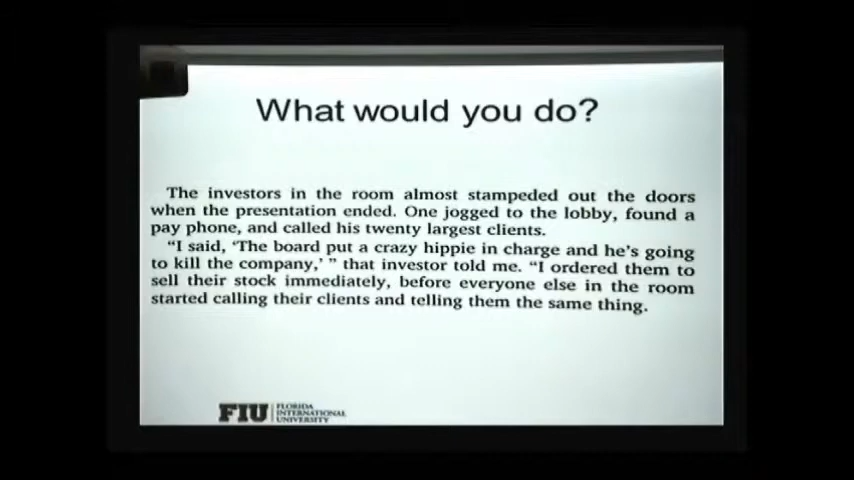 What would you do?
The investors in the room almost stampeded out the doors
when the presentation ended. One jogged to the lobby, found a
pay phone, and called his twenty largest clients.
“I said, ‘The board put a crazy hippie in charge and he’s going
to kill the company,’ ” that investor told me. “I ordered them to
sell their stock immediately, before everyone else in the room
started calling their clients and telling them the same thing.
FIU
FLORIDA
INTERNATIONAL
UNIVERSITY